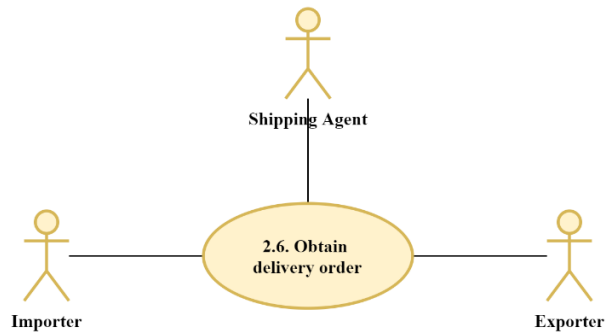 Shipping Agent
2.6. Obtain
delivery order
Importer
Exporter